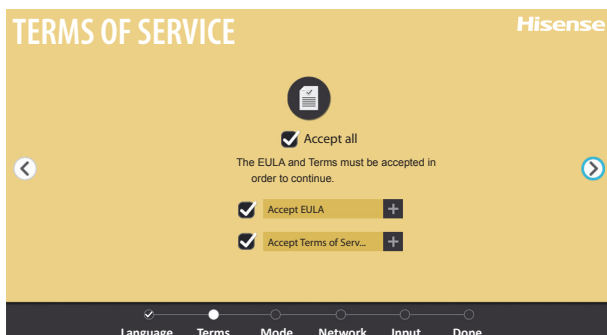 TERMS OF SERVICE
Hisense
Accept all
The EULA and Terms must be accepted in
order to continue.
Accept EULA
Accept Terms of Serv...
Language Terms Mode Network Input Done